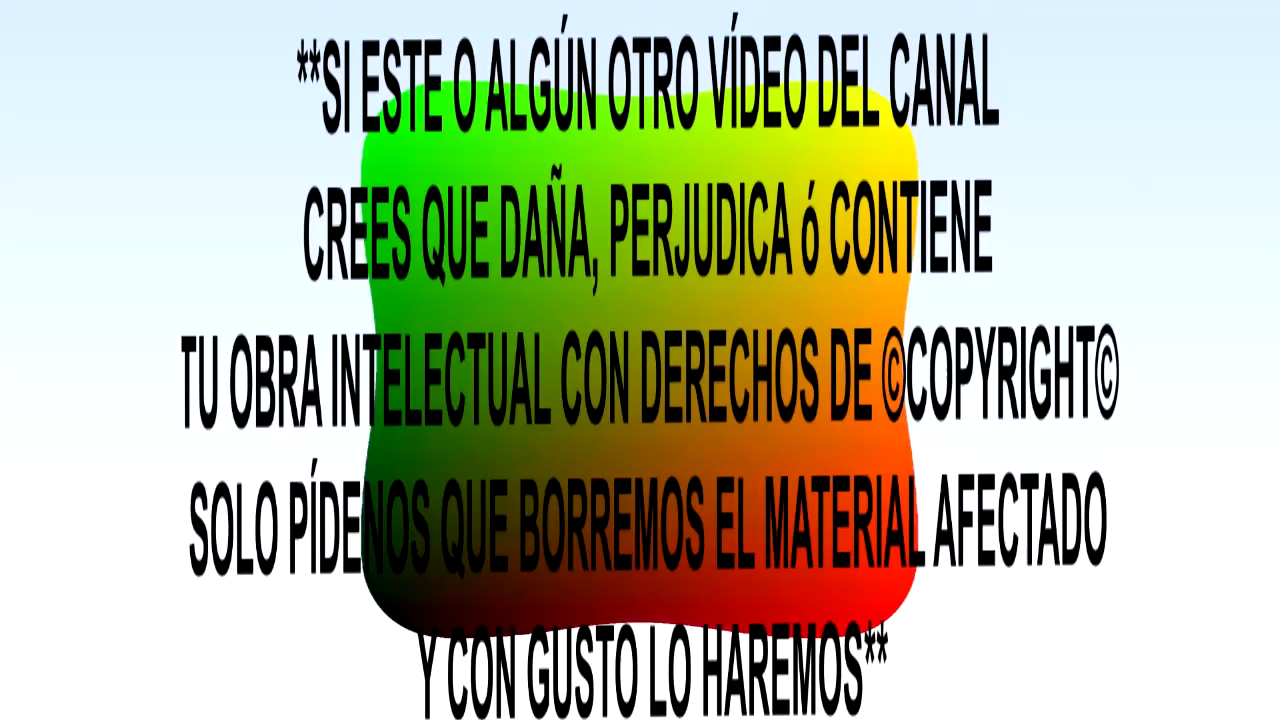 **SI ESTE O ALGÚN OTRO VÍDEO DEL CANAL
CREES QUE DAÑA, PERJUDICA ó CONTIENE
TU OBRA INTELECTUAL CON DERECHOS DE ©COPYRIGHT©
SOLO PÍDENOS QUE BORREMOS EL MATERIAL AFECTADO
Y CON GUSTO LO HAREMOS**